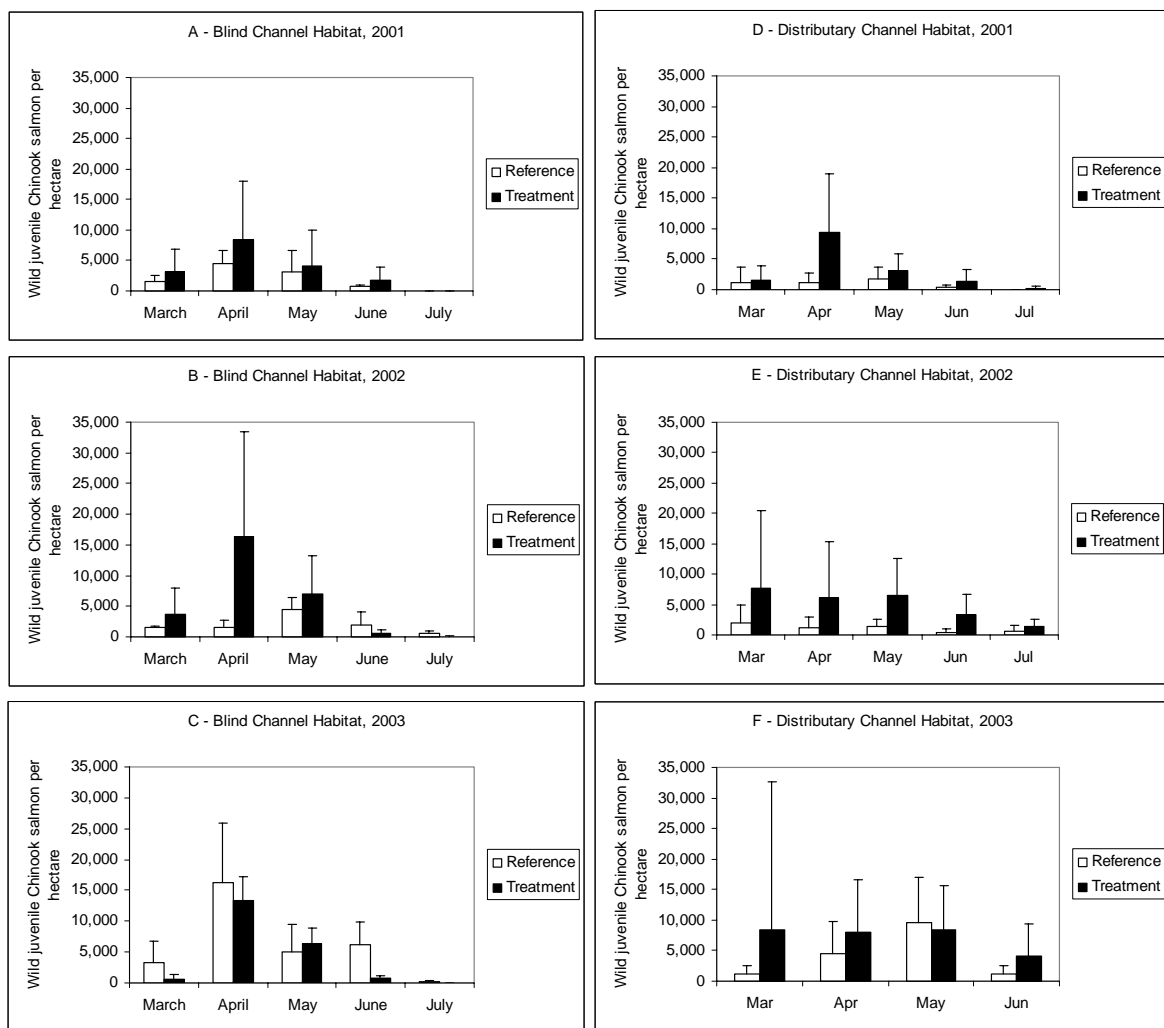 A - Blind Channel Habitat, 2001
Wild juvenile Chinook salmon per
hectare
35,000
30,000
25,000
20,000
15,000
10,000
5,000
0
March April May June July
Reference
Treatment
D - Distributary Channel Habitat, 2001
Wild juvenile Chinook salmon per
hectare
35,000
30,000
25,000
20,000
15,000
10,000
5,000
0
Mar Apr May Jun Jul
Reference
Treatment
B - Blind Channel Habitat, 2002
Wild juvenile Chinook salmon per
hectare
35,000
30,000
25,000
20,000
15,000
10,000
5,000
0
March April May June July
Reference
Treatment
E - Distributary Channel Habitat, 2002
Wild juvenile Chinook salmon per
hectare
35,000
30,000
25,000
20,000
15,000
10,000
5,000
0
Mar Apr May Jun Jul
Reference
Treatment
C - Blind Channel Habitat, 2003
Wild juvenile Chinook salmon per
hectare
35,000
30,000
25,000
20,000
15,000
10,000
5,000
0
March April May June July
Reference
Treatment
F - Distributary Channel Habitat, 2003
Wild juvenile Chinook salmon per
hectare
35,000
30,000
25,000
20,000
15,000
10,000
5,000
0
Mar Apr May Jun
Reference
Treatment